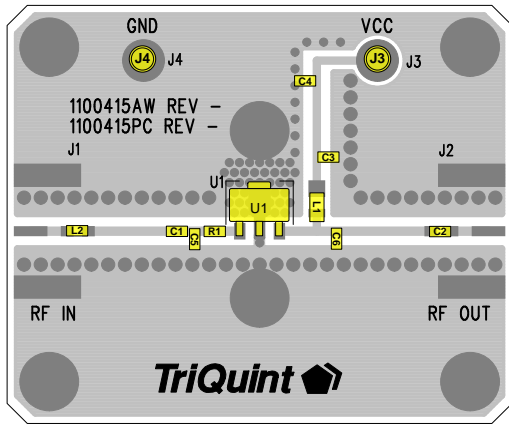 GND VCC
J4 J4 J3 J3
C4
1100415AW REV -
1100415PC REV -
J1 C3 J2
U1
U1 L1
L2 C1 C5 R1 C6 C2
RF IN RF OUT
TriQuint